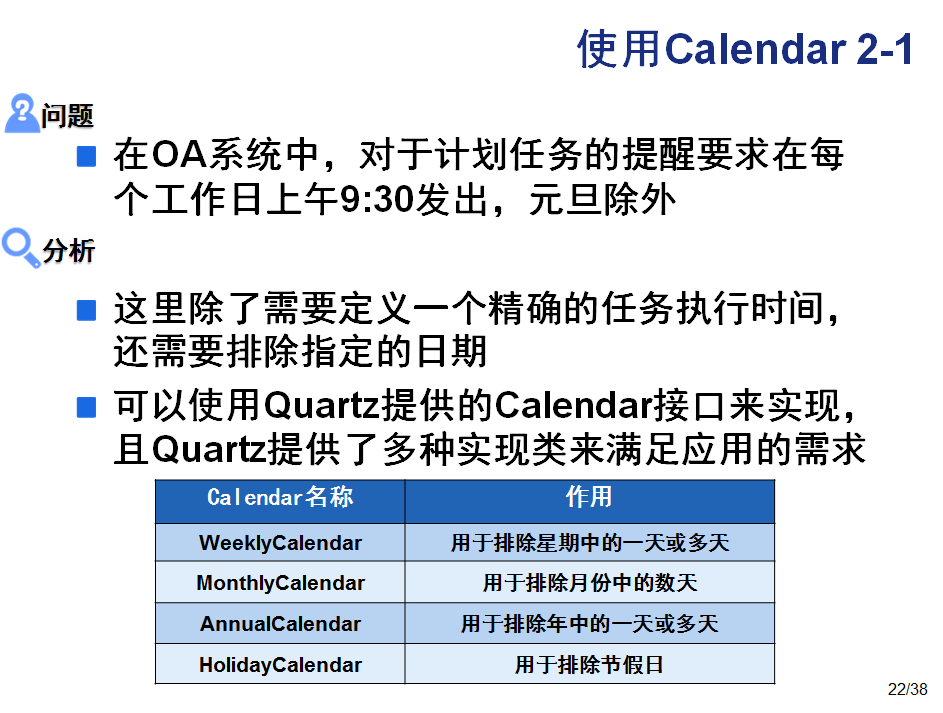 使用Calendar 2-1
问题
在OA系统中，对于计划任务的提醒要求在每
个工作日上午9:30发出，元旦除外
分析
这里除了需要定义一个精确的任务执行时间，
还需要排除指定的日期
可以使用Quartz提供的Calendar接口来实现，
且Quartz提供了多种实现类来满足应用的需求
Calendar名称 作用
WeeklyCalendar 用于排除星期中的一天或多天
MonthlyCalendar 用于排除月份中的数天
AnnualCalendar 用于排除年中的一天或多天
HolidayCalendar 用于排除节假日
22/38